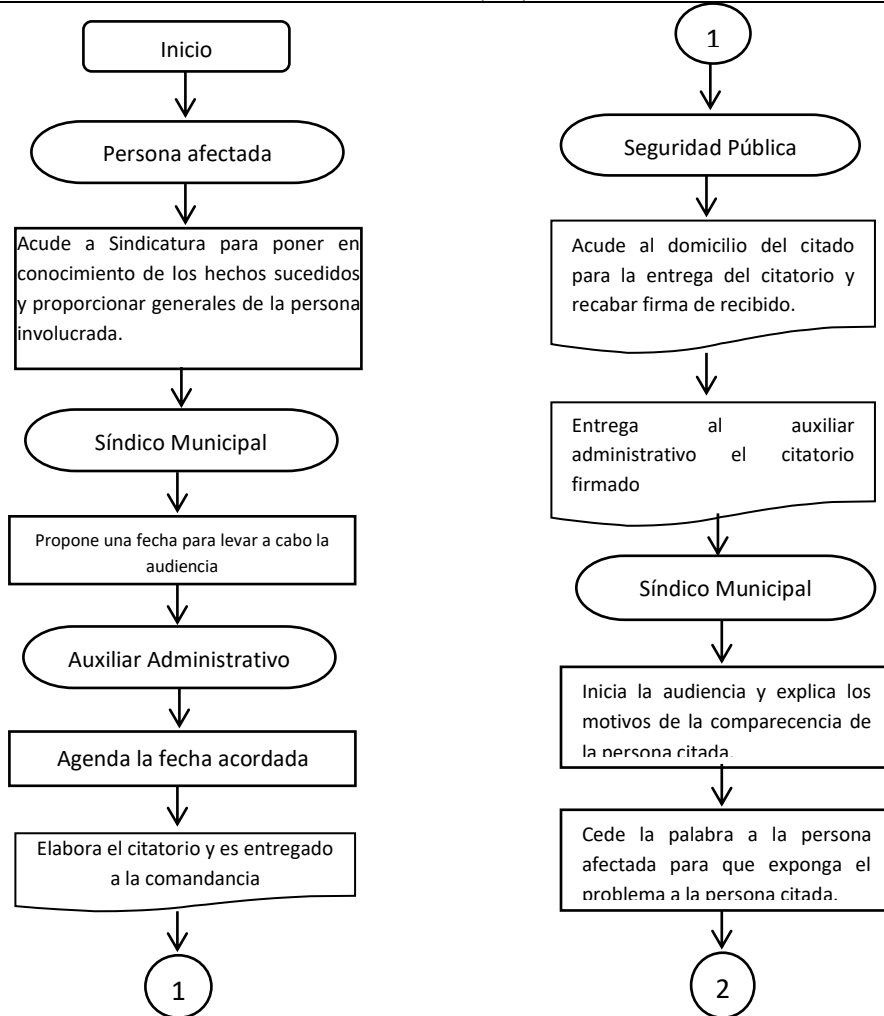 Inicio
Persona afectada
Acude a Sindicatura para poner en
conocimiento de los hechos sucedidos
y proporcionar generales de la persona
involucrada.
Síndico Municipal
Propone una fecha para levar a cabo la
audiencia
Auxiliar Administrativo
Agenda la fecha acordada
Elabora el citatorio y es entregado
a la comandancia
1
1
Seguridad Pública
Acude al domicilio del citado
para la entrega del citatorio y
recabar firma de recibido.
Entrega al auxiliar
administrativo el citatorio
firmado
Síndico Municipal
Inicia la audiencia y explica los
motivos de la comparecencia de
la persona citada.
Cede la palabra a la persona
afectada para que exponga el
problema a la persona citada.
2